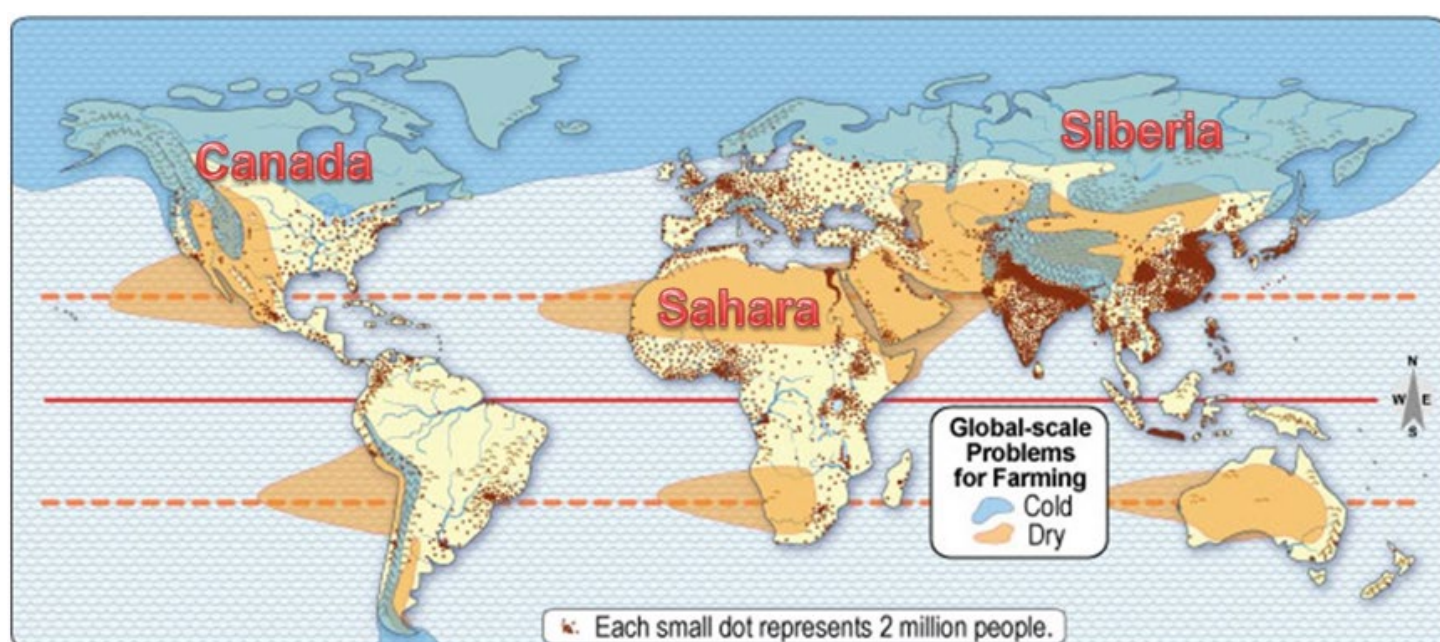 Canada
Siberia
Sahara
N
W E
S
Global-scale
Problems
for Farming
Cold
Dry
Each small dot represents 2 million people.